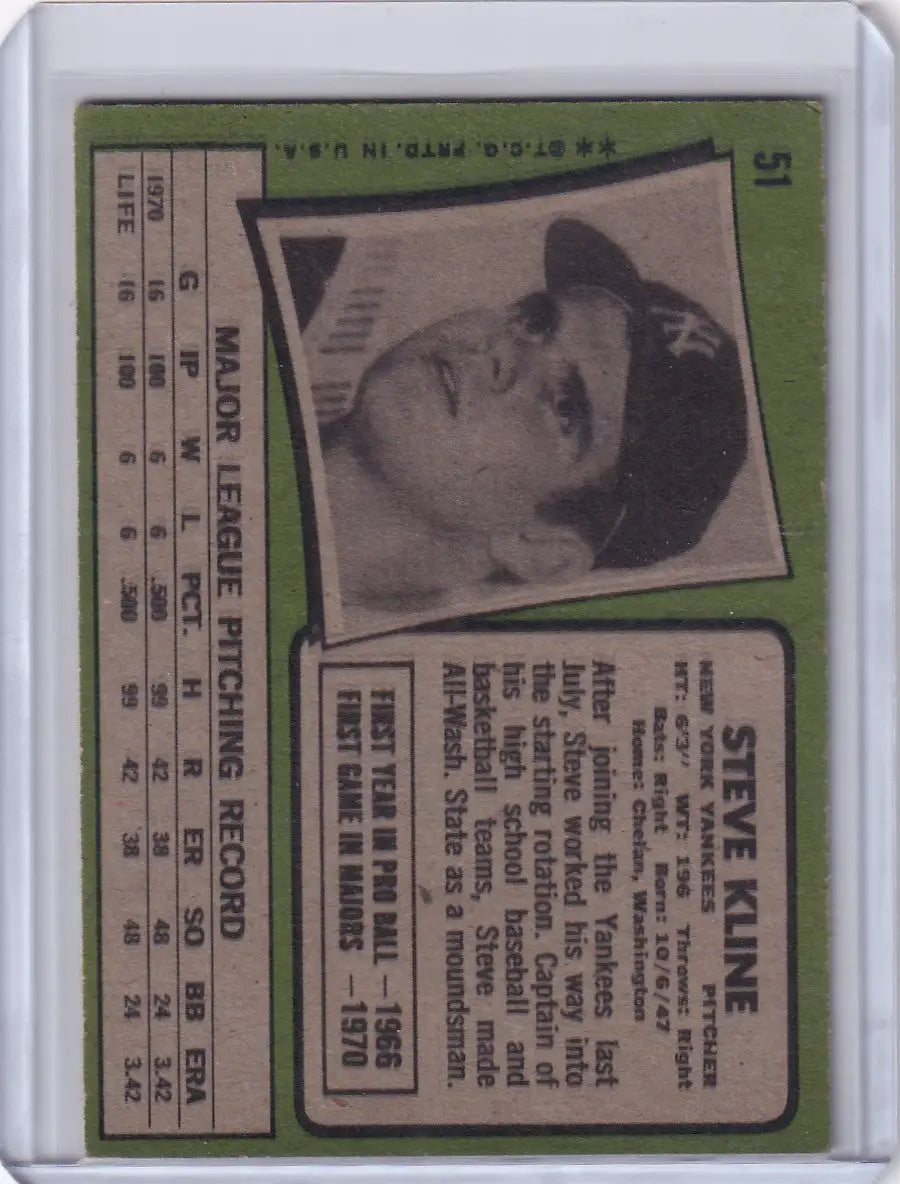 51
** ©T.C.G. PRTD. IN U.S.A.
NY
STEVE KLINE
NEW YORK YANKEES PITCHER
HT: 6'3" WT: 196 Throws: Right
Bats: Right Born: 10/6/47
Home: Chelan, Washington
After joining the Yankees last
July, Steve worked his way into
the starting rotation. Captain of
his high school baseball and
basketball teams, Steve made
All-Wash. State as a moundsman.
FIRST YEAR IN PRO BALL —1966
FIRST GAME IN MAJORS —1970
MAJOR LEAGUE PITCHING RECORD
G IP W L PCT. H R ER SO BB ERA
1970 16 100 6 6 .500 99 42 38 48 24 3.42
LIFE 16 100 6 6 .500 99 42 38 48 24 3.42